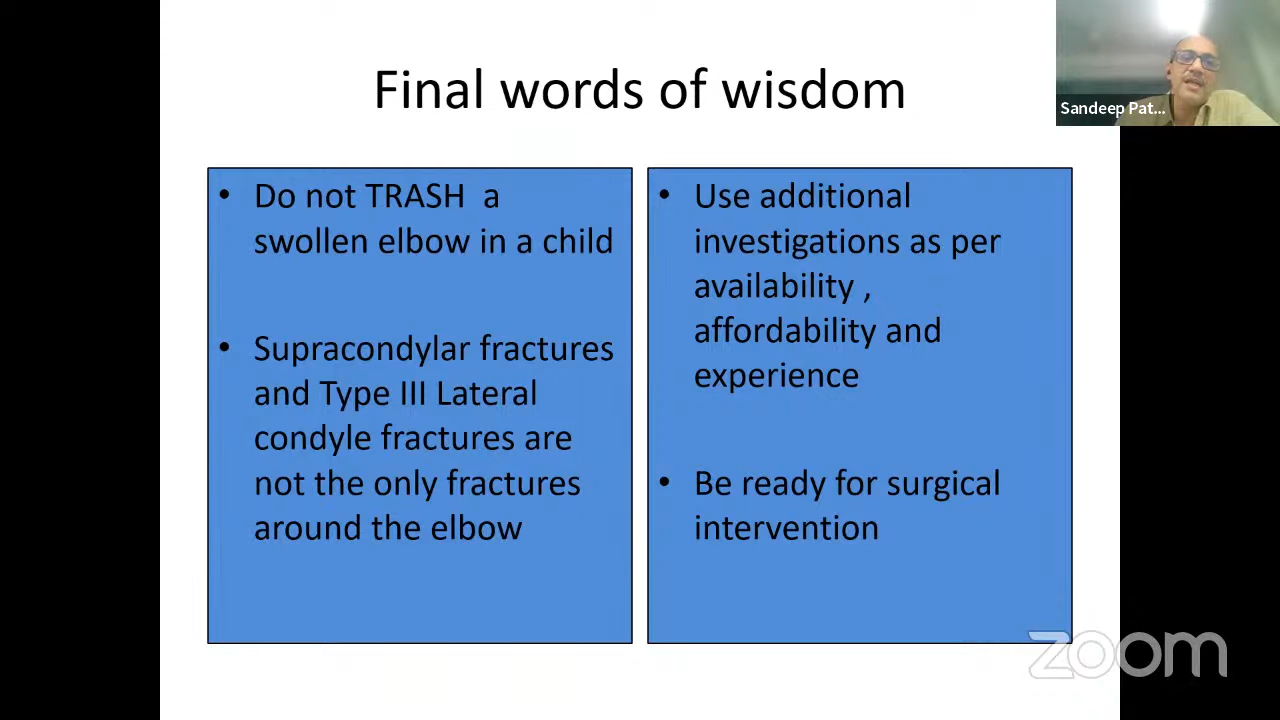 Final words of wisdom
Sandeep Pat...
• Do not TRASH a
swollen elbow in a child
• Supracondylar fractures
and Type III Lateral
condyle fractures are
not the only fractures
around the elbow
• Use additional
investigations as per
availability ,
affordability and
experience
• Be ready for surgical
intervention
zoom